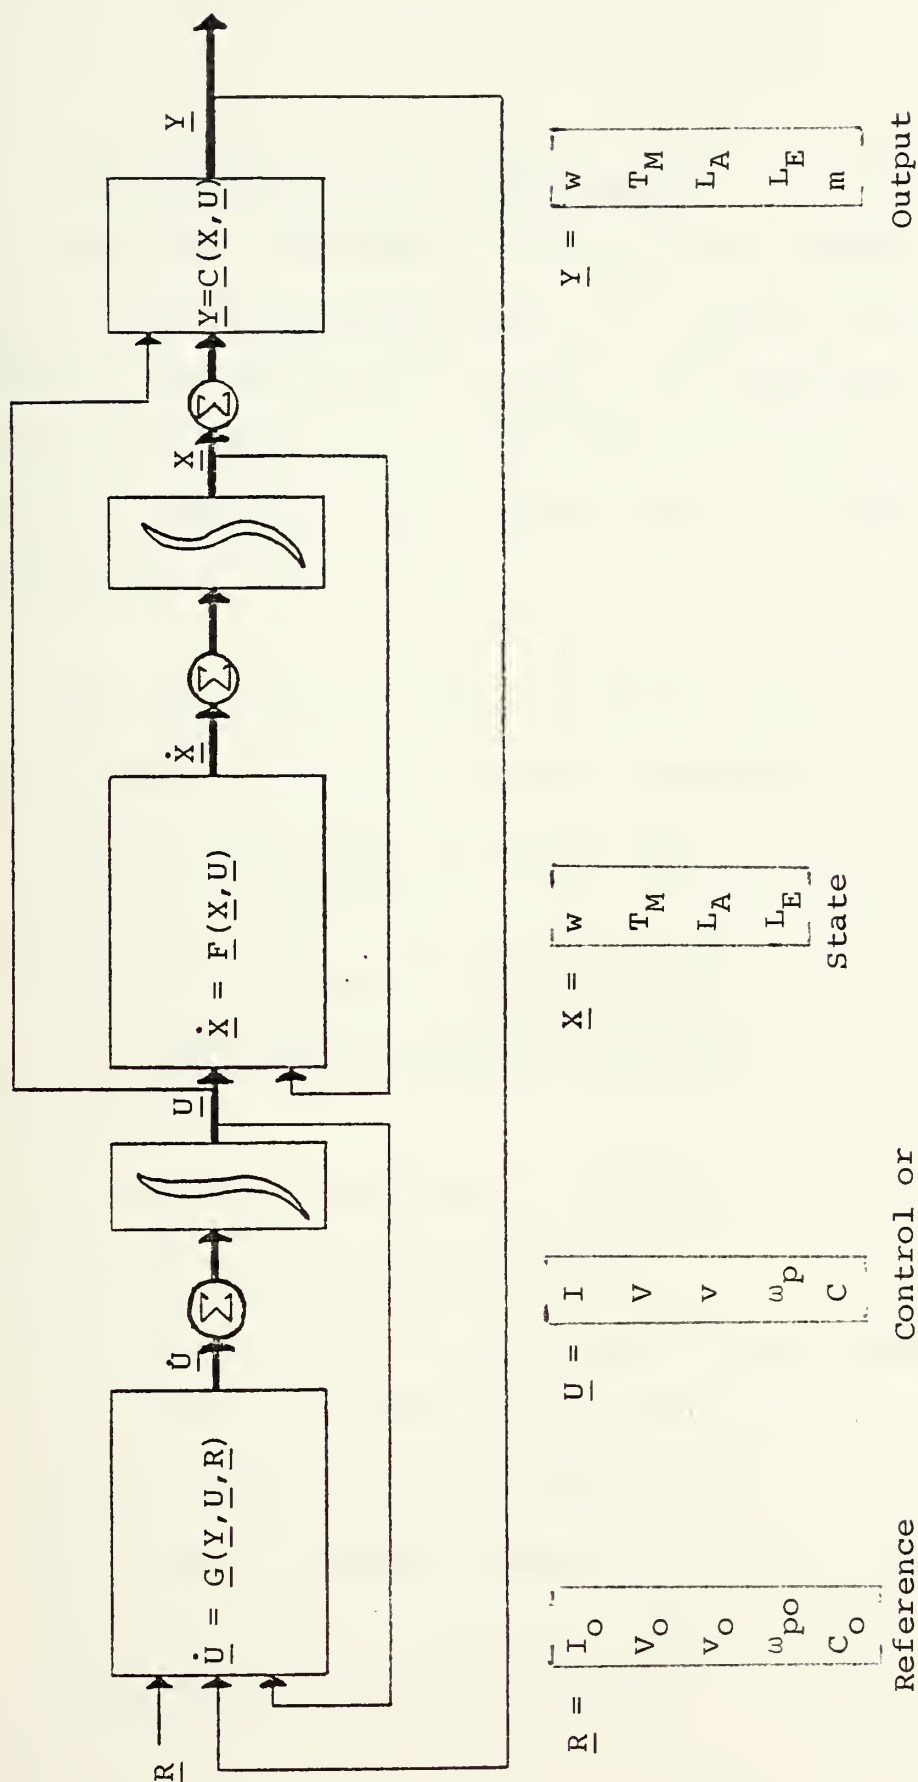 R
U̇ = G(Y,U,R)
U̇
Σ
U
Ẋ = F(X,U)
Ẋ
Σ
X
Σ
Y=C(X,U)
Y
R =
I_O
V_O
v_O
ω_pO
C_O
Reference
U =
I
V
v
ω_p
C
Control or
X =
w
T_M
L_A
L_E
State
Y =
w
T_M
L_A
L_E
m
Output